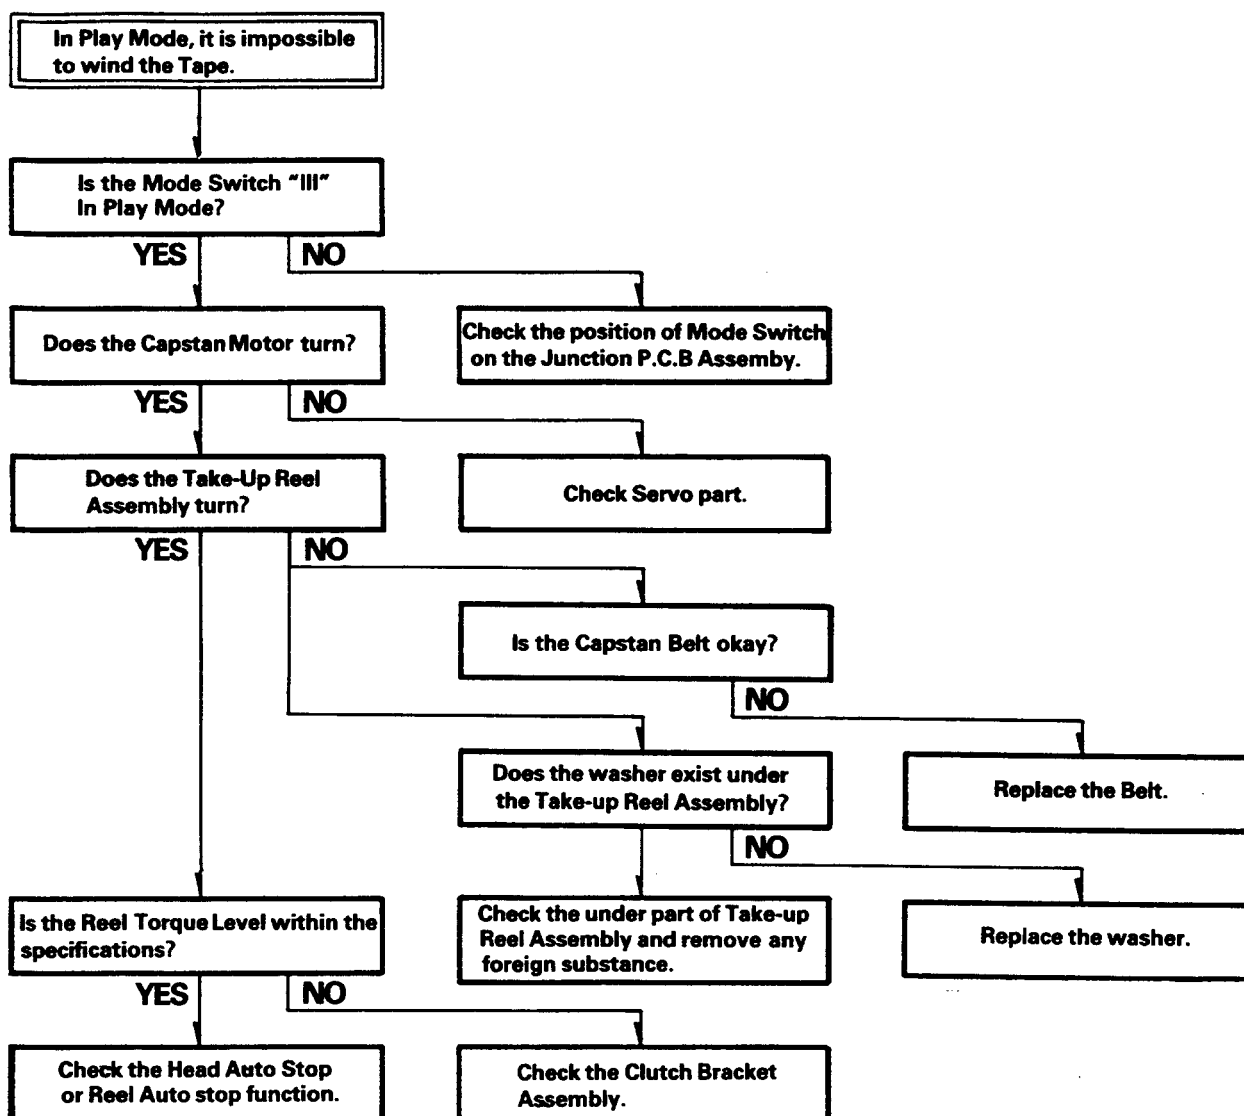 In Play Mode, it is impossible
to wind the Tape.
Is the Mode Switch "III"
In Play Mode?
YES
NO
Does the Capstan Motor turn?
Check the position of Mode Switch
on the Junction P.C.B Assemby.
YES
NO
Does the Take-Up Reel
Assembly turn?
Check Servo part.
YES
NO
Is the Capstan Belt okay?
NO
Does the washer exist under
the Take-up Reel Assembly?
Replace the Belt.
NO
Is the Reel Torque Level within the
specifications?
Check the under part of Take-up
Reel Assembly and remove any
foreign substance.
Replace the washer.
YES
NO
Check the Head Auto Stop
or Reel Auto stop function.
Check the Clutch Bracket
Assembly.